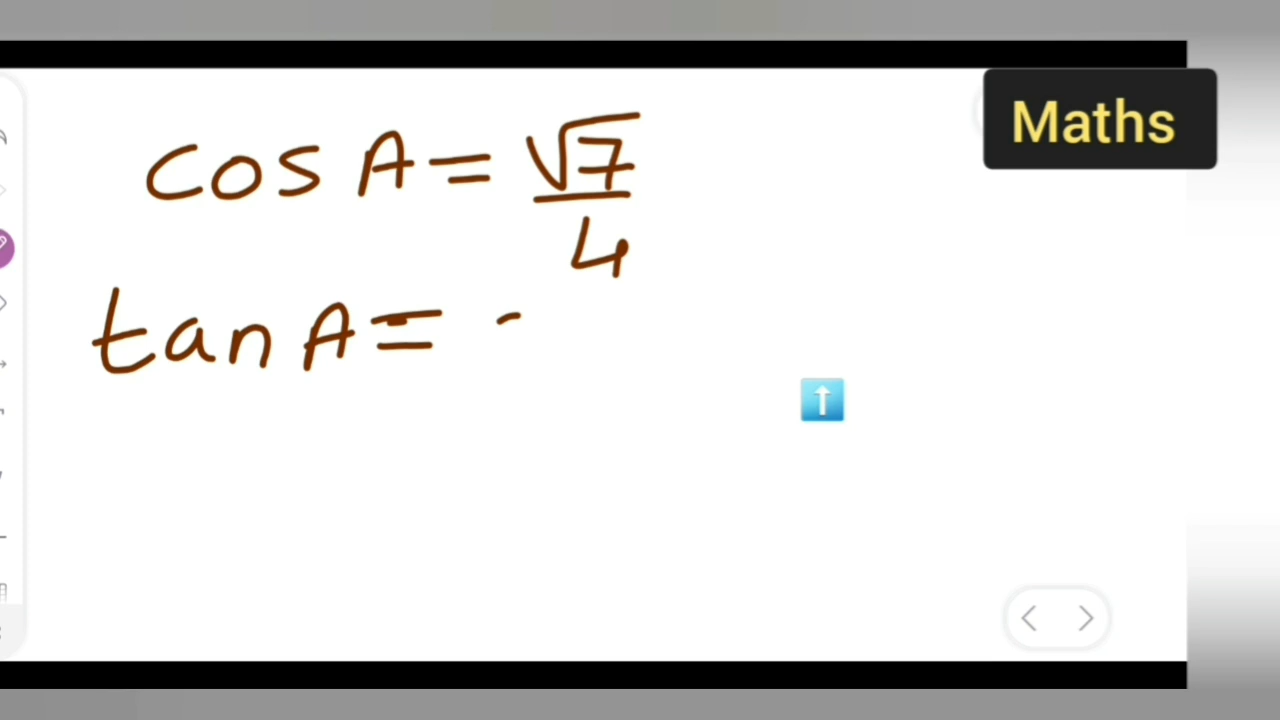 Maths
cos A = √7/4
tan A =